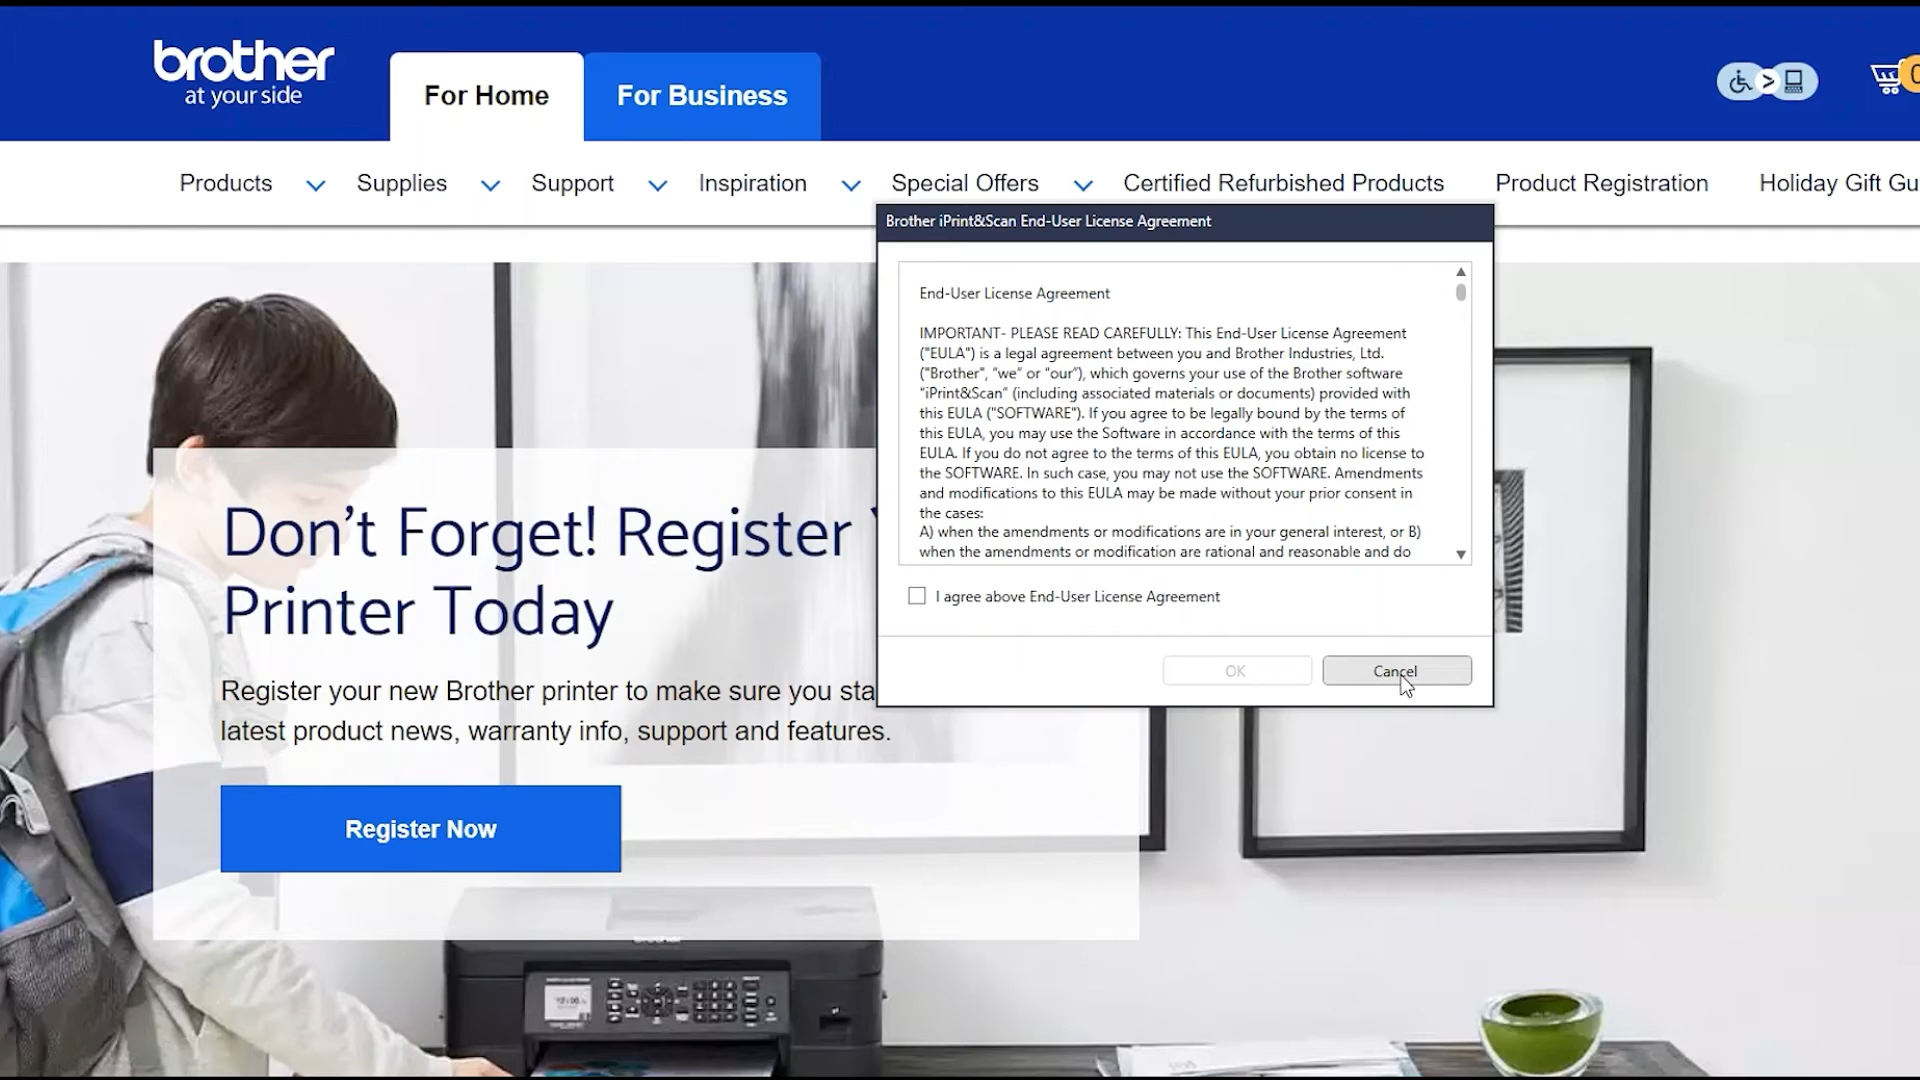 brother
at your side
For Home
For Business
Products
Supplies
Support
Inspiration
Special Offers
Certified Refurbished Products
Product Registration
Holiday Gift Gu
Brother iPrint&Scan End-User License Agreement
End-User License Agreement
IMPORTANT- PLEASE READ CAREFULLY: This End-User License Agreement
("EULA") is a legal agreement between you and Brother Industries, Ltd.
("Brother", “we” or “our”), which governs your use of the Brother software
“iPrint&Scan” (including associated materials or documents) provided with
this EULA ("SOFTWARE"). If you agree to be legally bound by the terms of
this EULA, you may use the Software in accordance with the terms of this
EULA. If you do not agree to the terms of this EULA, you obtain no license to
the SOFTWARE. In such case, you may not use the SOFTWARE. Amendments
and modifications to this EULA may be made without your prior consent in
the cases:
A) when the amendments or modifications are in your general interest, or B)
when the amendments or modification are rational and reasonable and do
I agree above End-User License Agreement
OK
Cancel
Don’t Forget! Register
Printer Today
Register your new Brother printer to make sure you sta
latest product news, warranty info, support and features.
Register Now
brother